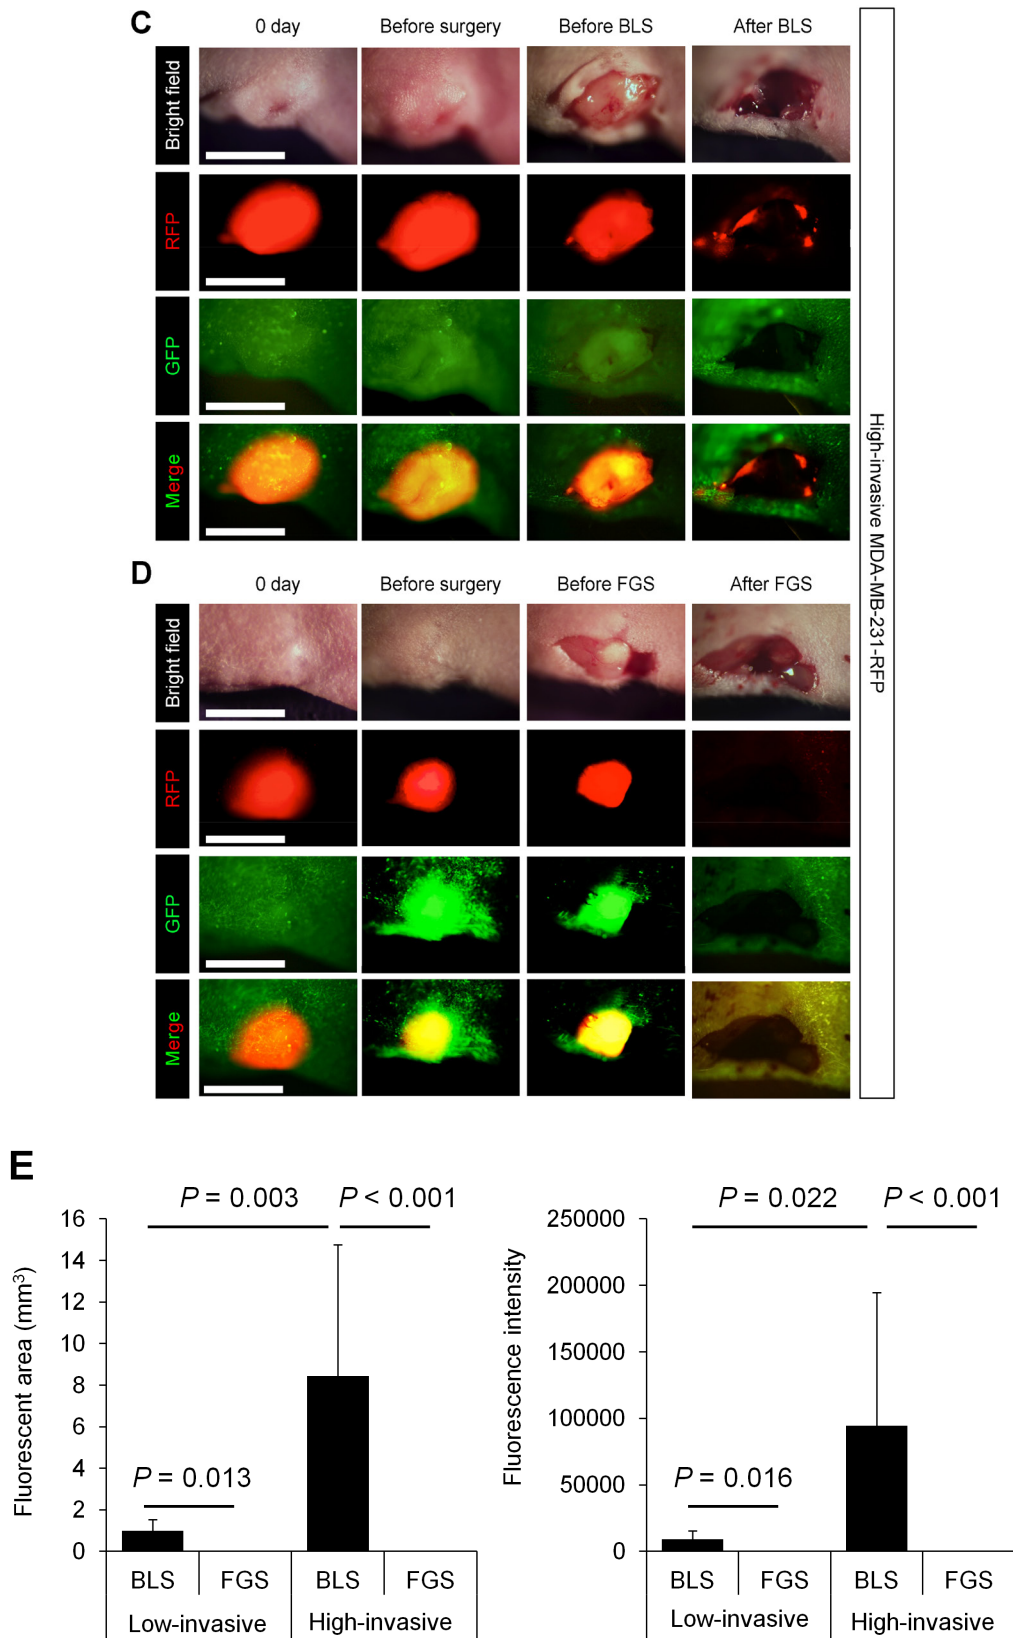 C
0 day Before surgery Before BLS After BLS
Bright field
RFP
GFP
Merge
D
0 day Before surgery Before FGS After FGS
Bright field
RFP
GFP
Merge
High-invasive MDA-MB-231-RFP
E
P = 0.003 P < 0.001
16
14
12
10
8
6
4
2
0
Fluorescent area (mm³)
P = 0.013
BLS FGS BLS FGS
Low-invasive High-invasive
P = 0.022 P < 0.001
250000
200000
150000
100000
50000
0
Fluorescence intensity
P = 0.016
BLS FGS BLS FGS
Low-invasive High-invasive